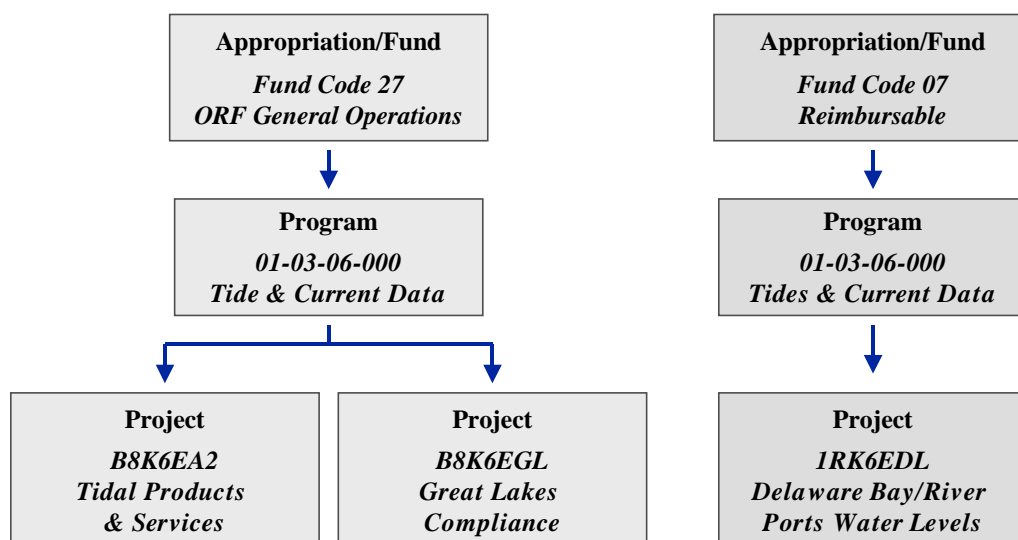 Appropriation/Fund
Fund Code 27
ORF General Operations
Appropriation/Fund
Fund Code 07
Reimbursable
Program
01-03-06-000
Tide & Current Data
Program
01-03-06-000
Tides & Current Data
Project
B8K6EA2
Tidal Products
& Services
Project
B8K6EGL
Great Lakes
Compliance
Project
1RK6EDL
Delaware Bay/River
Ports Water Levels